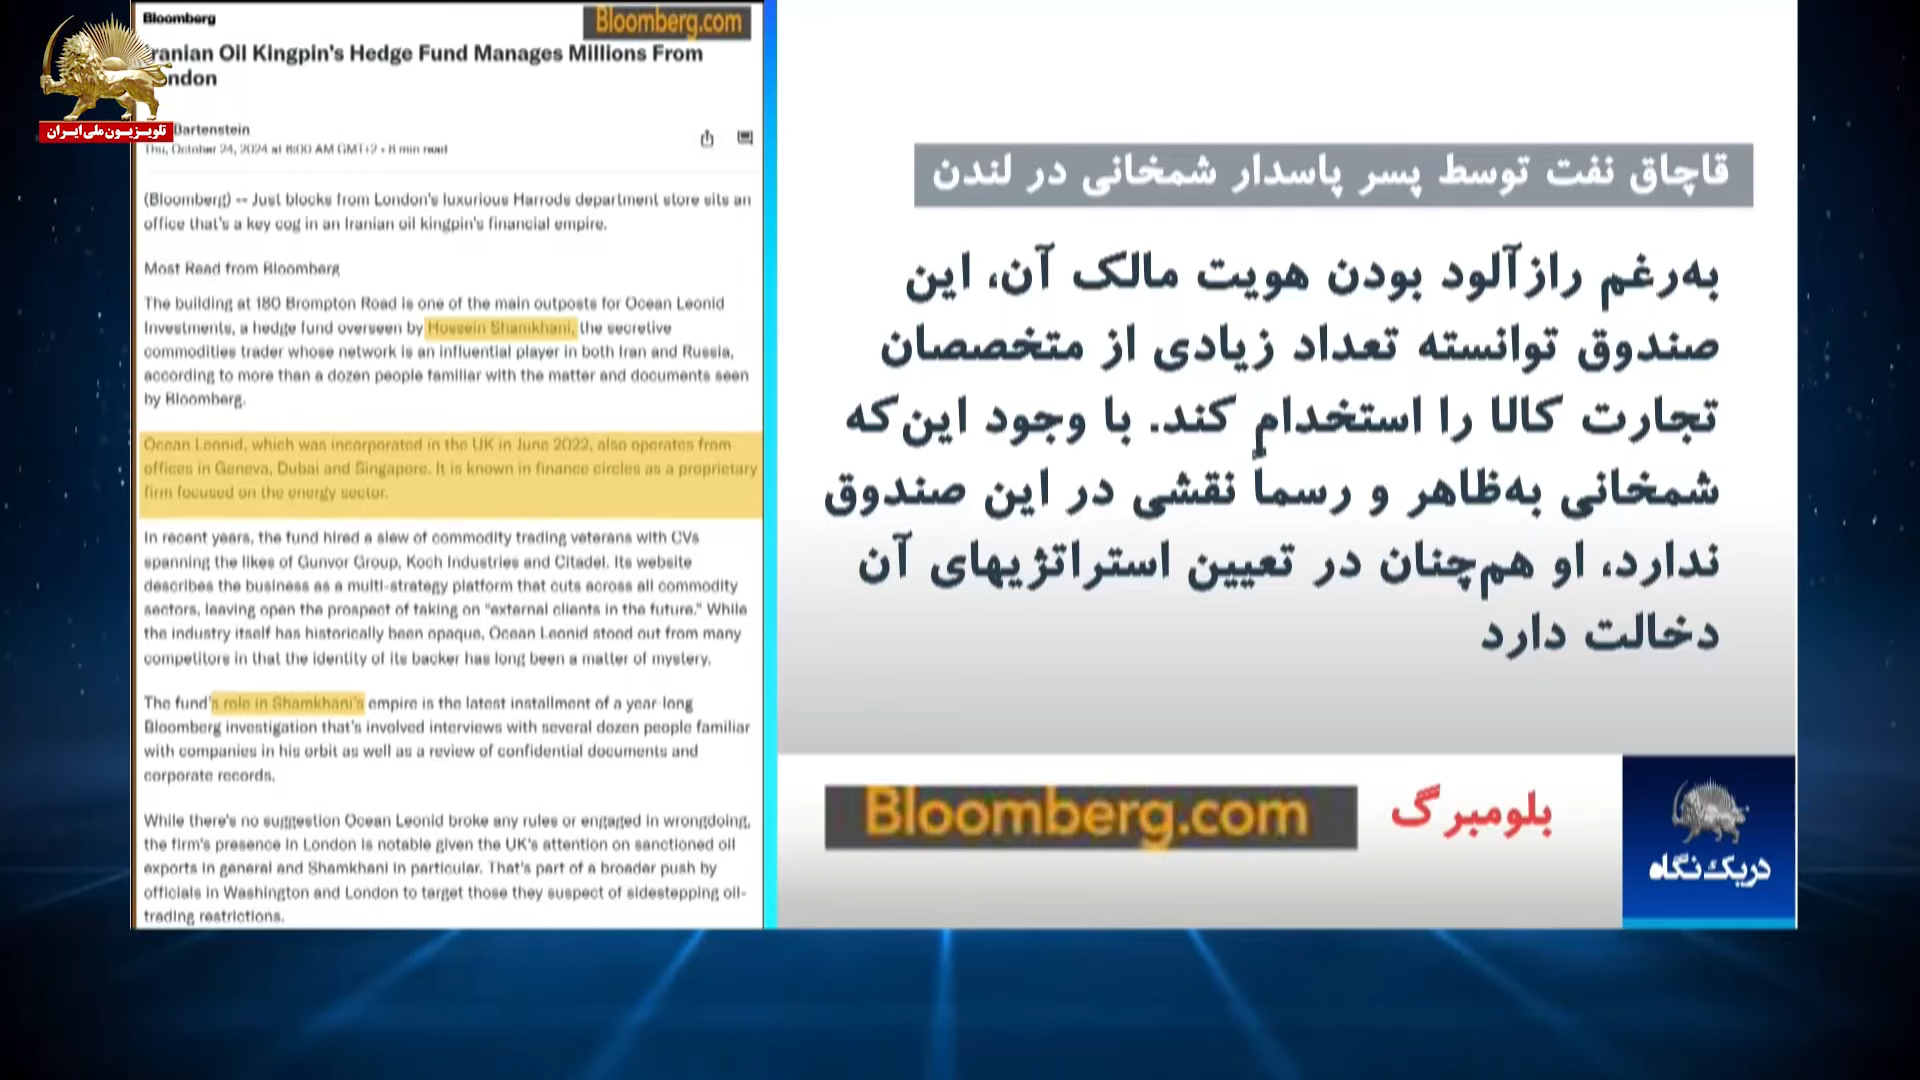 Bloomberg
Bloomberg.com
Iranian Oil Kingpin's Hedge Fund Manages Millions From
London
تلویزیون ملی ایران
Bartenstein
Thu, October 24, 2024 at 6:00 AM GMT+2 • 8 min read
(Bloomberg) -- Just blocks from London's luxurious Harrods department store sits an
office that's a key cog in an Iranian oil kingpin's financial empire.
Most Read from Bloomberg
The building at 180 Brompton Road is one of the main outposts for Ocean Leonid
Investments, a hedge fund overseen by Hossein Shamkhani, the secretive
commodities trader whose network is an influential player in both Iran and Russia,
according to more than a dozen people familiar with the matter and documents seen
by Bloomberg.
Ocean Leonid, which was incorporated in the UK in June 2022, also operates from
offices in Geneva, Dubai and Singapore. It is known in finance circles as a proprietary
firm focused on the energy sector.
In recent years, the fund hired a slew of commodity trading veterans with CVs
spanning the likes of Gunvor Group, Koch Industries and Citadel. Its website
describes the business as a multi-strategy platform that cuts across all commodity
sectors, leaving open the prospect of taking on "external clients in the future." While
the industry itself has historically been opaque, Ocean Leonid stood out from many
competitors in that the identity of its backer has long been a matter of mystery.
The fund's role in Shamkhani's empire is the latest installment of a year-long
Bloomberg investigation that's involved interviews with several dozen people familiar
with companies in his orbit as well as a review of confidential documents and
corporate records.
While there's no suggestion Ocean Leonid broke any rules or engaged in wrongdoing,
the firm's presence in London is notable given the UK's attention on sanctioned oil
exports in general and Shamkhani in particular. That's part of a broader push by
officials in Washington and London to target those they suspect of sidestepping oil-
trading restrictions.
قاچاق نفت توسط پسر پاسدار شمخانی در لندن
به‌رغم رازآلود بودن هویت مالک آن، این
صندوق توانسته تعداد زیادی از متخصصان
تجارت کالا را استخدام کند. با وجود این‌که
شمخانی به‌ظاهر و رسماً نقشی در این صندوق
ندارد، او هم‌چنان در تعیین استراتژیهای آن
دخالت دارد
بلومبرگ
Bloomberg.com
دریک نگاه